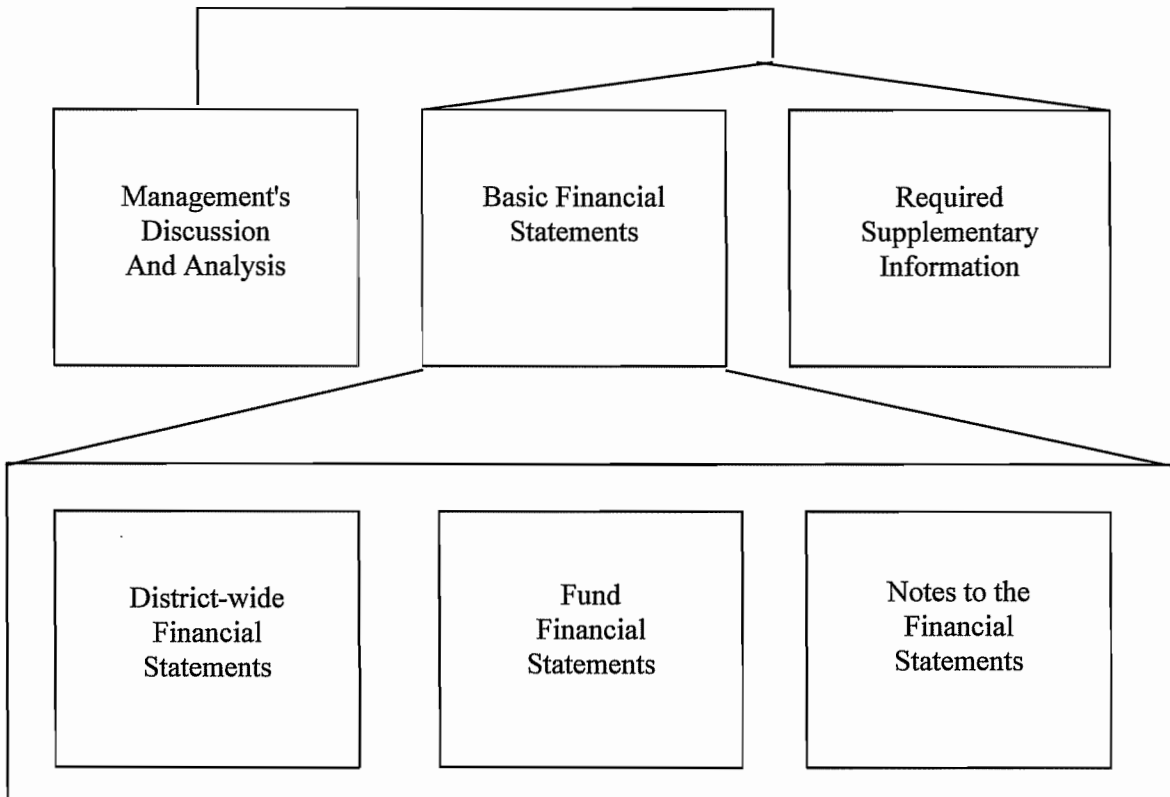 Management's
Discussion
And Analysis
Basic Financial
Statements
Required
Supplementary
Information
District-wide
Financial
Statements
Fund
Financial
Statements
Notes to the
Financial
Statements